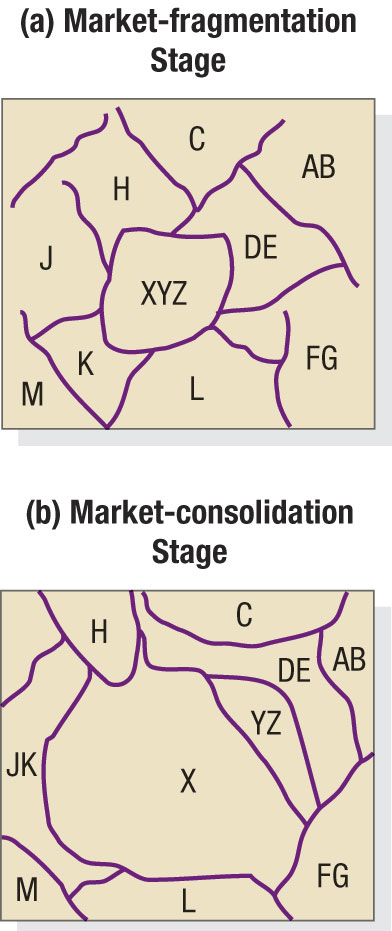 (a) Market-fragmentation
Stage
C
AB
H
DE
J
XYZ
K
FG
M
L
(b) Market-consolidation
Stage
C
H
AB
DE
YZ
JK
X
FG
M
L